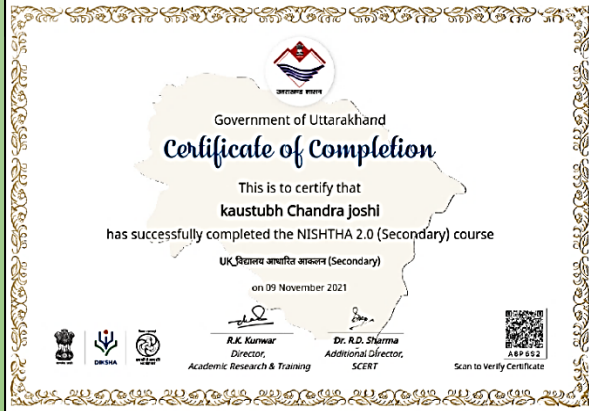 उत्तराखण्ड शासन
Government of Uttarakhand
Certificate of Completion
This is to certify that
kaustubh Chandra joshi
has successfully completed the NISHTHA 2.0 (Secondary) course
UK_विद्यालय आधारित आकलन (Secondary)
on 09 November 2021
R.K. Kunwar
Director,
Academic Research & Training
Dr. R.D. Sharma
Additional Director,
SCERT
DIKSHA
A6P6S2
Scan to Verify Certificate